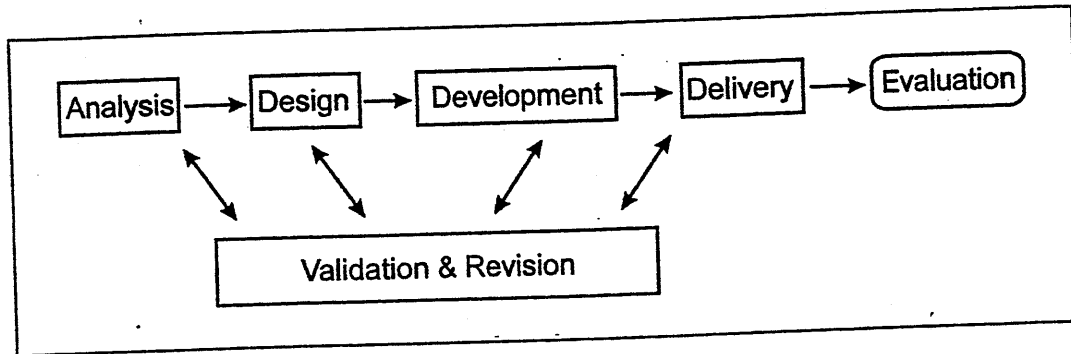 Analysis
Design
Development
Delivery
Evaluation
Validation & Revision